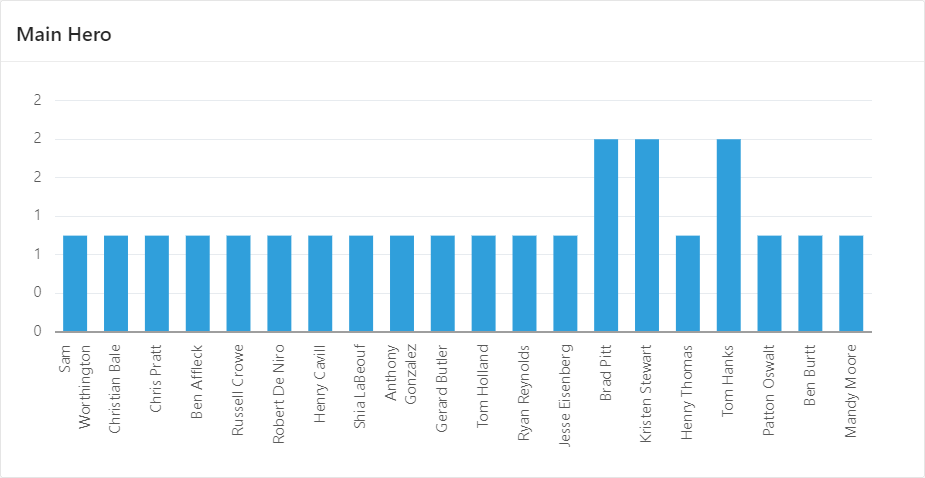 Main Hero
2
2
2
1
1
0
0
Sam
Worthington
Christian Bale
Chris Pratt
Ben Affleck
Russell Crowe
Robert De Niro
Henry Cavill
Shia LaBeouf
Anthony
Gonzalez
Gerard Butler
Tom Holland
Ryan Reynolds
Jesse Eisenberg
Brad Pitt
Kristen Stewart
Henry Thomas
Tom Hanks
Patton Oswalt
Ben Burtt
Mandy Moore